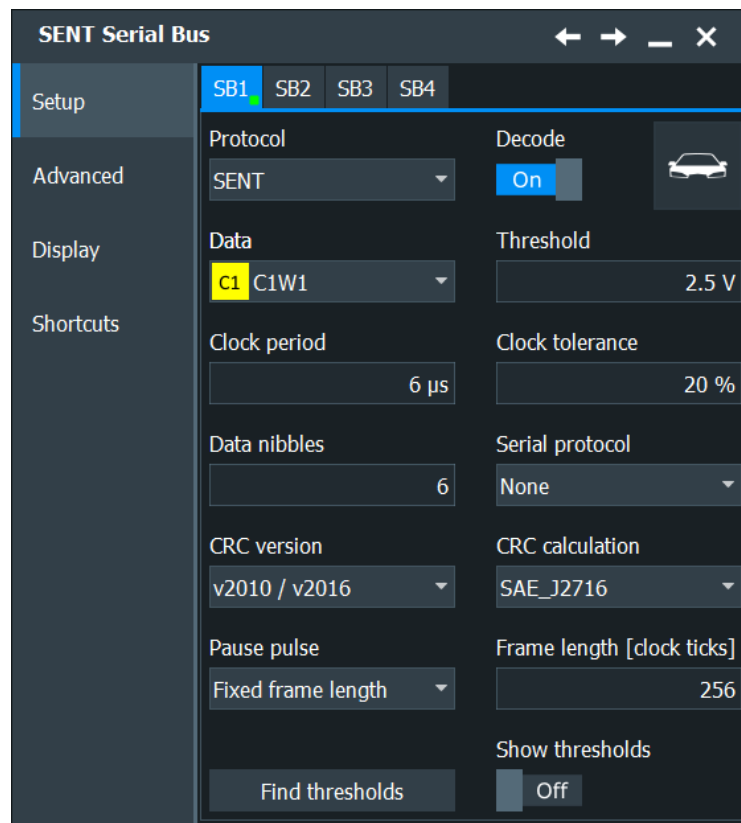 SENT Serial Bus
Setup
Advanced
Display
Shortcuts
SB1 SB2 SB3 SB4
Protocol
SENT
Decode
On
Data
C1 C1W1
Threshold
2.5 V
Clock period
6 µs
Clock tolerance
20 %
Data nibbles
6
Serial protocol
None
CRC version
v2010 / v2016
CRC calculation
SAE_J2716
Pause pulse
Fixed frame length
Frame length [clock ticks]
256
Find thresholds
Show thresholds
Off